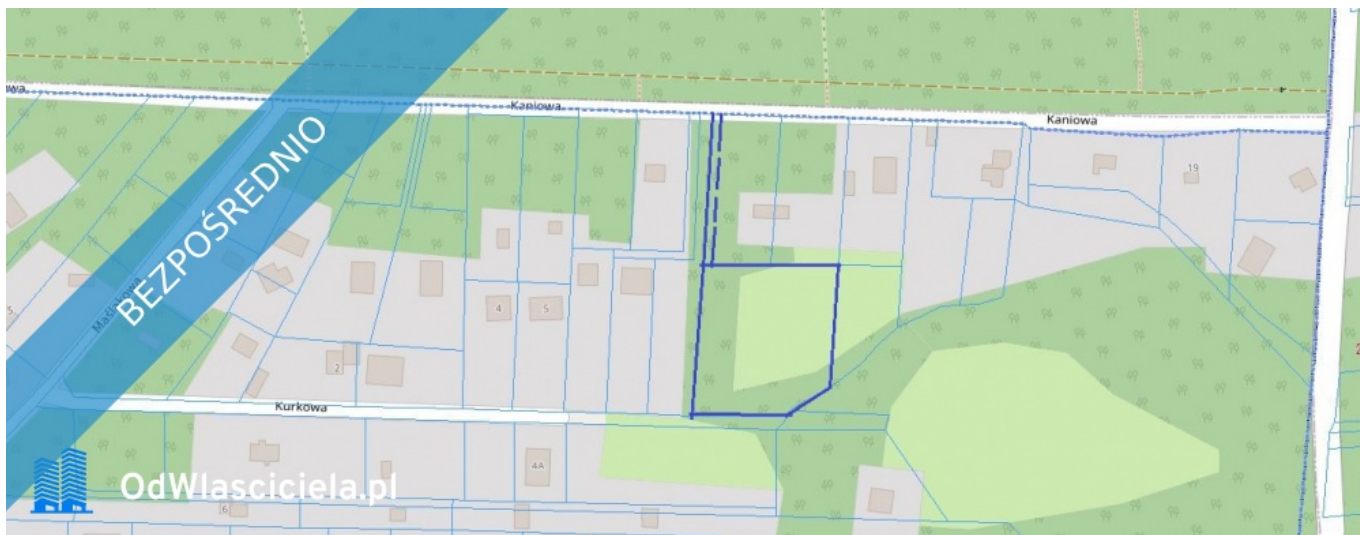 Kaniowa
Kaniowa
19
BEZPOŚREDNIO
4
5
2
Kurkowa
4A
6
OdWlasciciela.pl